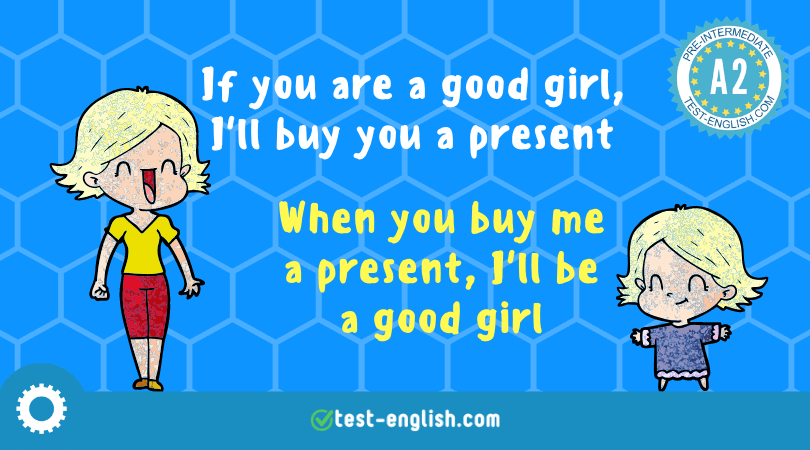 If you are a good girl,
I'll buy you a present
PRE-INTERMEDIATE
A2
TEST-ENGLISH.COM
When you buy me
a present, I'll be
a good girl
test-english.com